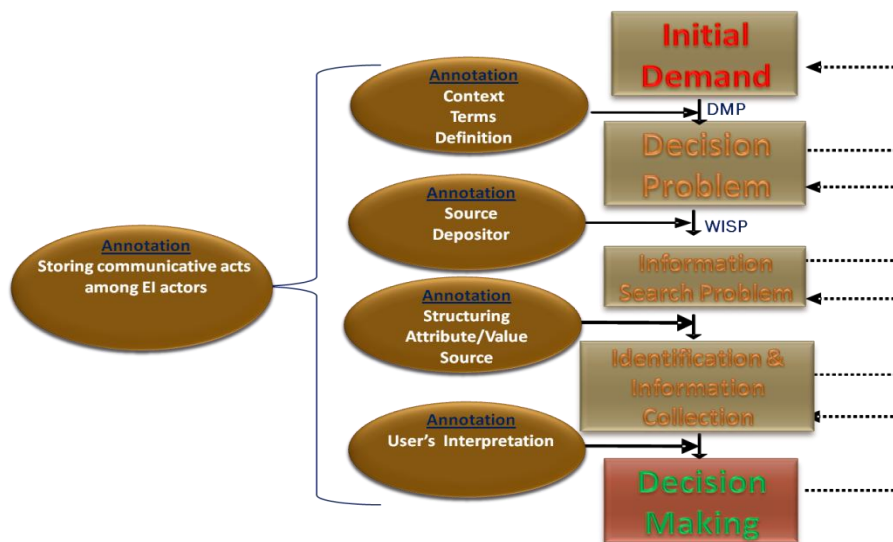 Annotation
Storing communicative acts
among EI actors
Annotation
Context
Terms
Definition
Annotation
Source
Depositor
Annotation
Structuring
Attribute/Value
Source
Annotation
User's Interpretation
Initial
Demand
DMP
Decision
Problem
WISP
Information
Search Problem
Identification &
Information
Collection
Decision
Making